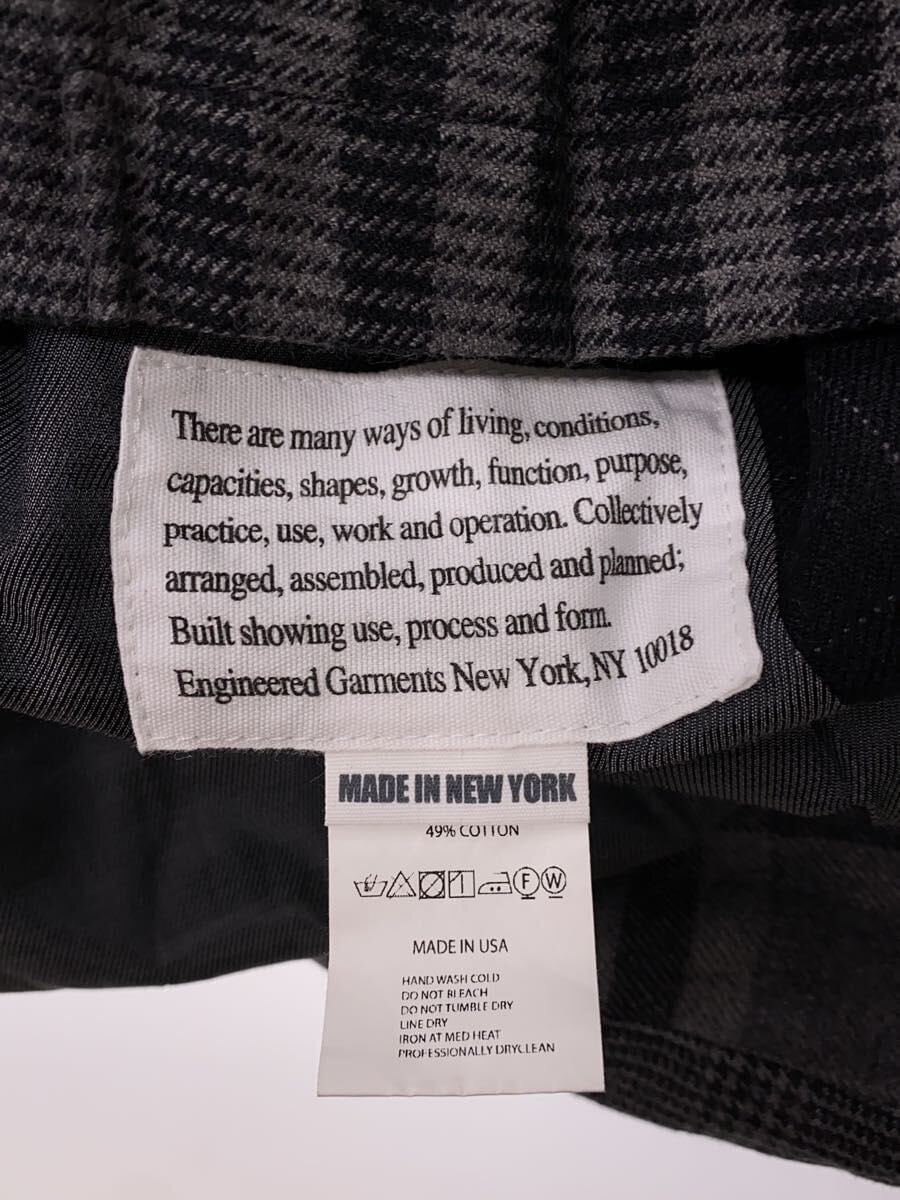 There are many ways of living, conditions,
capacities, shapes, growth, function, purpose,
practice, use, work and operation. Collectively
arranged, assembled, produced and planned;
Built showing use, process and form.
Engineered Garments New York, NY 10018
MADE IN NEW YORK
49% COTTON
F W
MADE IN USA
HAND WASH COLD
DO NOT BLEACH
DO NOT TUMBLE DRY
LINE DRY
IRON AT MED HEAT
PROFESSIONALLY DRYCLEAN